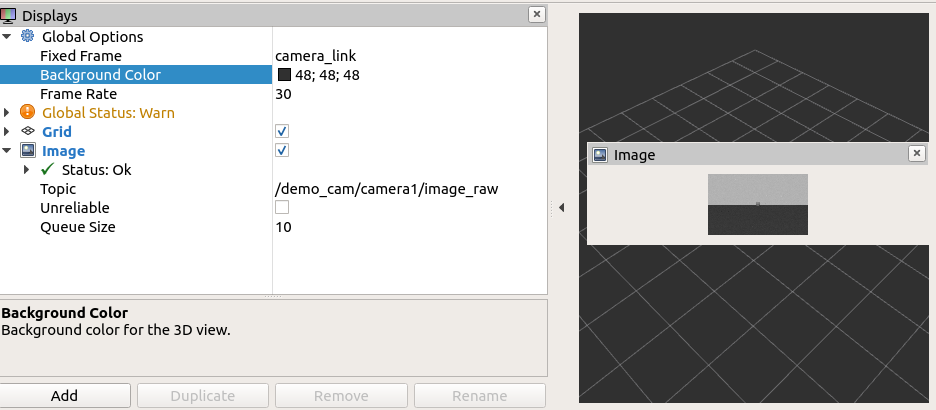 Displays
Global Options
Fixed Frame camera_link
Background Color 48; 48; 48
Frame Rate 30
Global Status: Warn
Grid
Image
Status: Ok
Topic /demo_cam/camera1/image_raw
Unreliable
Queue Size 10
Background Color
Background color for the 3D view.
Add Duplicate Remove Rename
Image